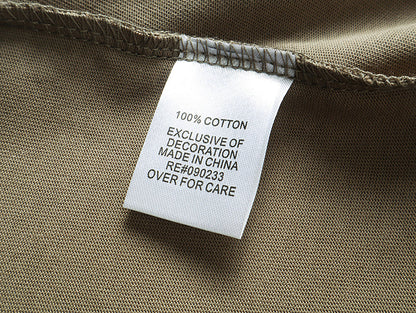 100% COTTON
EXCLUSIVE OF
DECORATION
MADE IN CHINA
RE#090233
OVER FOR CARE